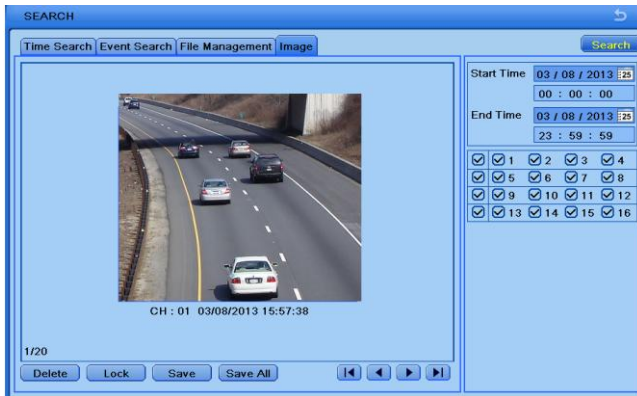 SEARCH
Time Search Event Search File Management Image
Search
Start Time 03 / 08 / 2013 25
00 : 00 : 00
End Time 03 / 08 / 2013 25
23 : 59 : 59
1 2 3 4
5 6 7 8
9 10 11 12
13 14 15 16
CH : 01 03/08/2013 15:57:38
1/20
Delete Lock Save Save All